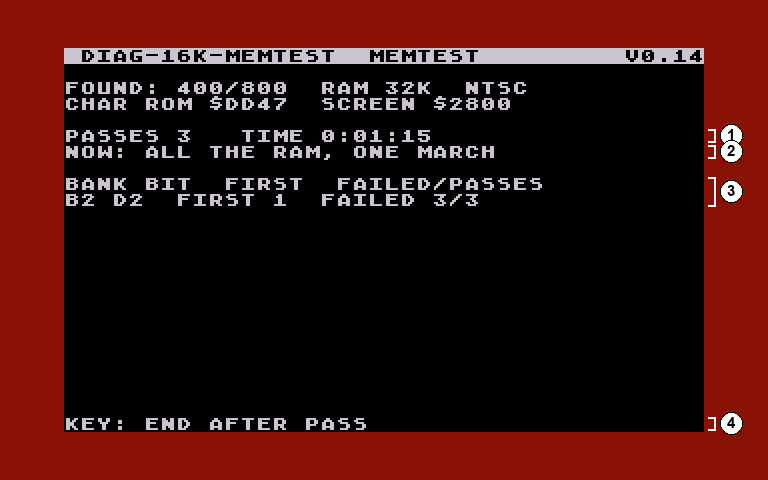 DIAG-16K-MEMTEST MEMTEST V0.14
FOUND: 400/800 RAM 32K NTSC
CHAR ROM $DD47 SCREEN $2800
PASSES 3 TIME 0:01:15 1
NOW: ALL THE RAM, ONE MARCH 2
BANK BIT FIRST FAILED/PASSES 3
B2 D2 FIRST 1 FAILED 3/3
KEY: END AFTER PASS 4